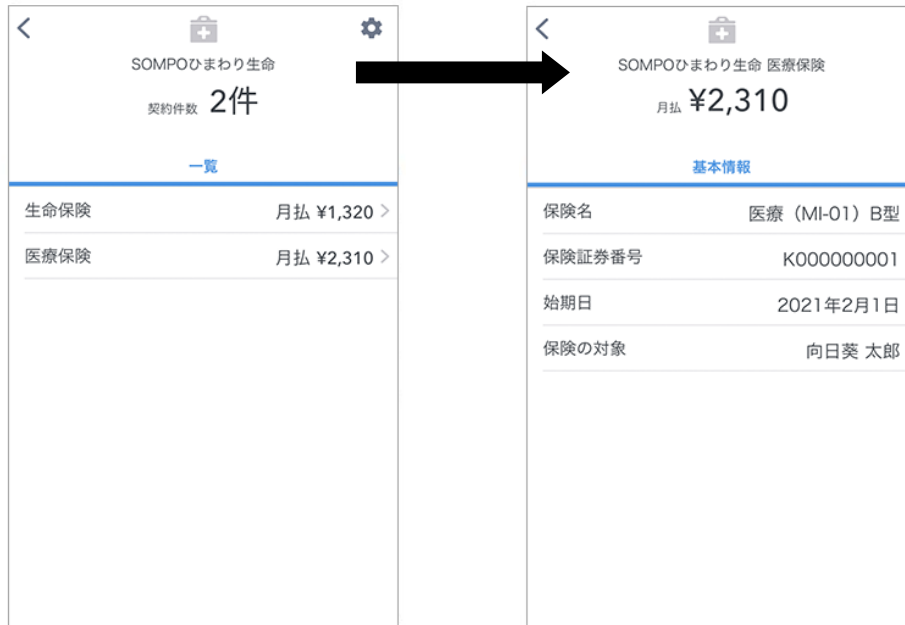 SOMPOひまわり生命
契約件数 2件
一覧
生命保険 月払 ¥1,320
医療保険 月払 ¥2,310
SOMPOひまわり生命 医療保険
月払 ¥2,310
基本情報
保険名 医療（MI-01）B型
保険証券番号 K000000001
始期日 2021年2月1日
保険の対象 向日葵 太郎